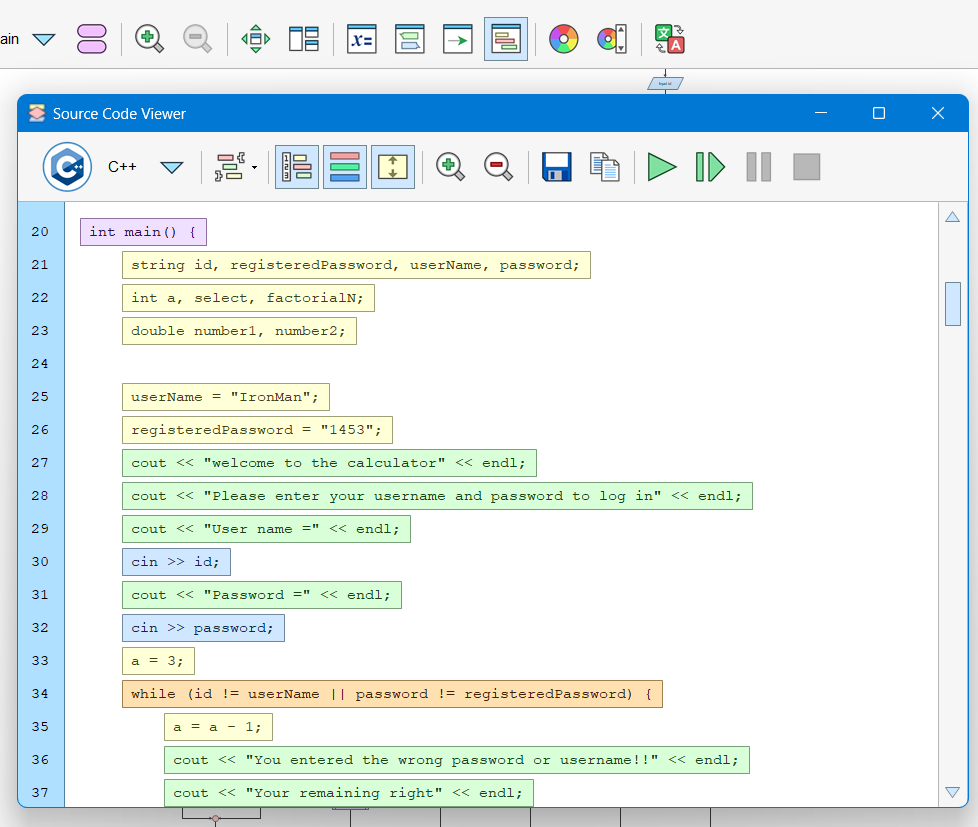 ain
Input id
Source Code Viewer
C++
20 int main() {
21 string id, registeredPassword, userName, password;
22 int a, select, factorialN;
23 double number1, number2;
24
25 userName = "IronMan";
26 registeredPassword = "1453";
27 cout << "welcome to the calculator" << endl;
28 cout << "Please enter your username and password to log in" << endl;
29 cout << "User name =" << endl;
30 cin >> id;
31 cout << "Password =" << endl;
32 cin >> password;
33 a = 3;
34 while (id != userName || password != registeredPassword) {
35 a = a - 1;
36 cout << "You entered the wrong password or username!!" << endl;
37 cout << "Your remaining right" << endl;